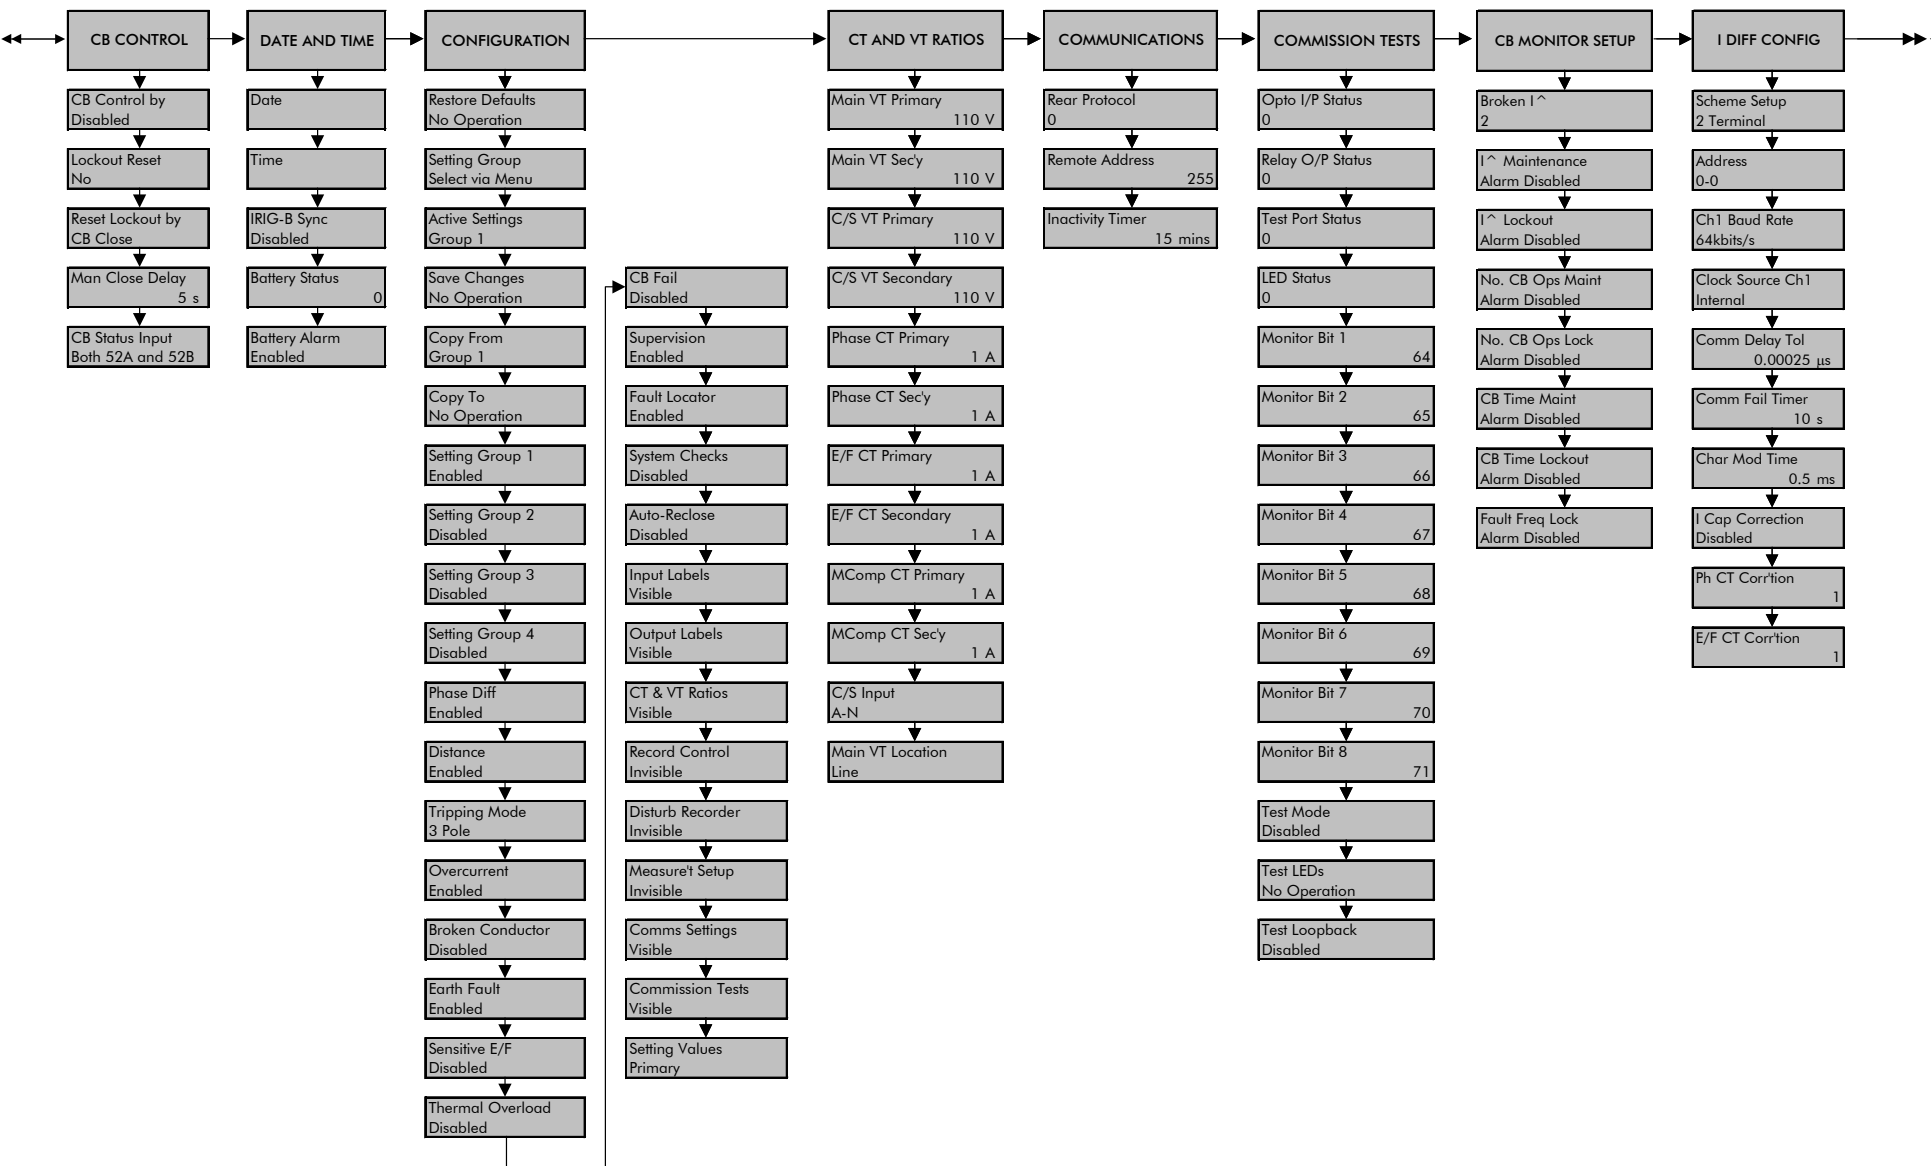 CB CONTROL
CB Control by
Disabled
Lockout Reset
No
Reset Lockout by
CB Close
Man Close Delay
5 s
CB Status Input
Both 52A and 52B
DATE AND TIME
Date
Time
IRIG-B Sync
Disabled
Battery Status
0
Battery Alarm
Enabled
CONFIGURATION
Restore Defaults
No Operation
Setting Group
Select via Menu
Active Settings
Group 1
Save Changes
No Operation
Copy From
Group 1
Copy To
No Operation
Setting Group 1
Enabled
Setting Group 2
Disabled
Setting Group 3
Disabled
Setting Group 4
Disabled
Phase Diff
Enabled
Distance
Enabled
Tripping Mode
3 Pole
Overcurrent
Enabled
Broken Conductor
Disabled
Earth Fault
Enabled
Sensitive E/F
Disabled
Thermal Overload
Disabled
CB Fail
Disabled
Supervision
Enabled
Fault Locator
Enabled
System Checks
Disabled
Auto-Reclose
Disabled
Input Labels
Visible
Output Labels
Visible
CT & VT Ratios
Visible
Record Control
Invisible
Disturb Recorder
Invisible
Measure't Setup
Invisible
Comms Settings
Visible
Commission Tests
Visible
Setting Values
Primary
CT AND VT RATIOS
Main VT Primary
110 V
Main VT Sec'y
110 V
C/S VT Primary
110 V
C/S VT Secondary
110 V
Phase CT Primary
1 A
Phase CT Sec'y
1 A
E/F CT Primary
1 A
E/F CT Secondary
1 A
MComp CT Primary
1 A
MComp CT Sec'y
1 A
C/S Input
A-N
Main VT Location
Line
COMMUNICATIONS
Rear Protocol
0
Remote Address
255
Inactivity Timer
15 mins
COMMISSION TESTS
Opto I/P Status
0
Relay O/P Status
0
Test Port Status
0
LED Status
0
Monitor Bit 1
64
Monitor Bit 2
65
Monitor Bit 3
66
Monitor Bit 4
67
Monitor Bit 5
68
Monitor Bit 6
69
Monitor Bit 7
70
Monitor Bit 8
71
Test Mode
Disabled
Test LEDs
No Operation
Test Loopback
Disabled
CB MONITOR SETUP
Broken I^
2
I^ Maintenance
Alarm Disabled
I^ Lockout
Alarm Disabled
No. CB Ops Maint
Alarm Disabled
No. CB Ops Lock
Alarm Disabled
CB Time Maint
Alarm Disabled
CB Time Lockout
Alarm Disabled
Fault Freq Lock
Alarm Disabled
I DIFF CONFIG
Scheme Setup
2 Terminal
Address
0-0
Ch1 Baud Rate
64kbits/s
Clock Source Ch1
Internal
Comm Delay Tol
0.00025 µs
Comm Fail Timer
10 s
Char Mod Time
0.5 ms
I Cap Correction
Disabled
Ph CT Corr'tion
1
E/F CT Corr'tion
1